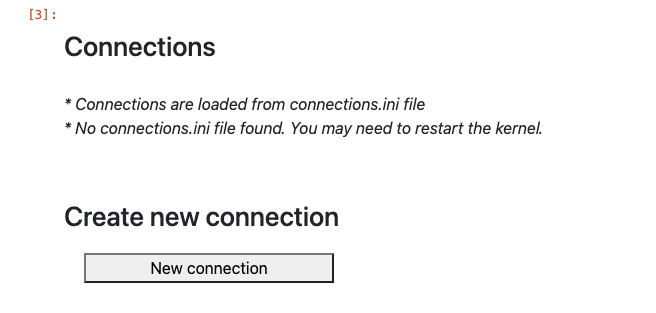 [3]:
Connections
* Connections are loaded from connections.ini file
* No connections.ini file found. You may need to restart the kernel.
Create new connection
New connection